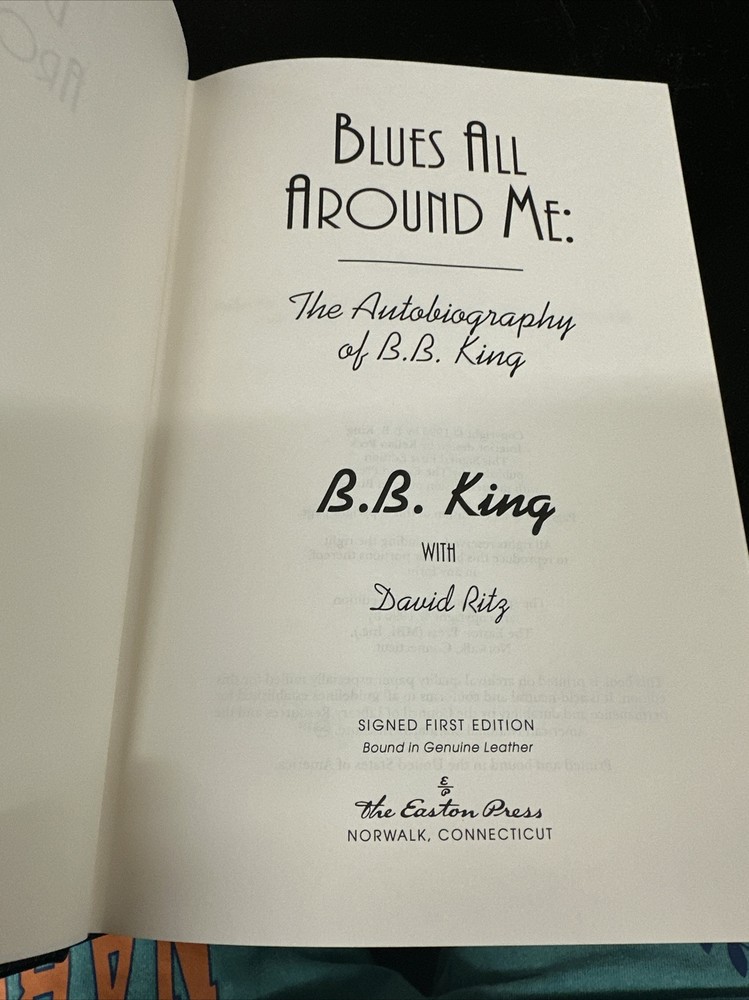 BLUES ALL
AROUND ME:
The Autobiography
of B.B. King
B.B. King
WITH
David Ritz
SIGNED FIRST EDITION
Bound in Genuine Leather
E/P
The Easton Press
NORWALK, CONNECTICUT